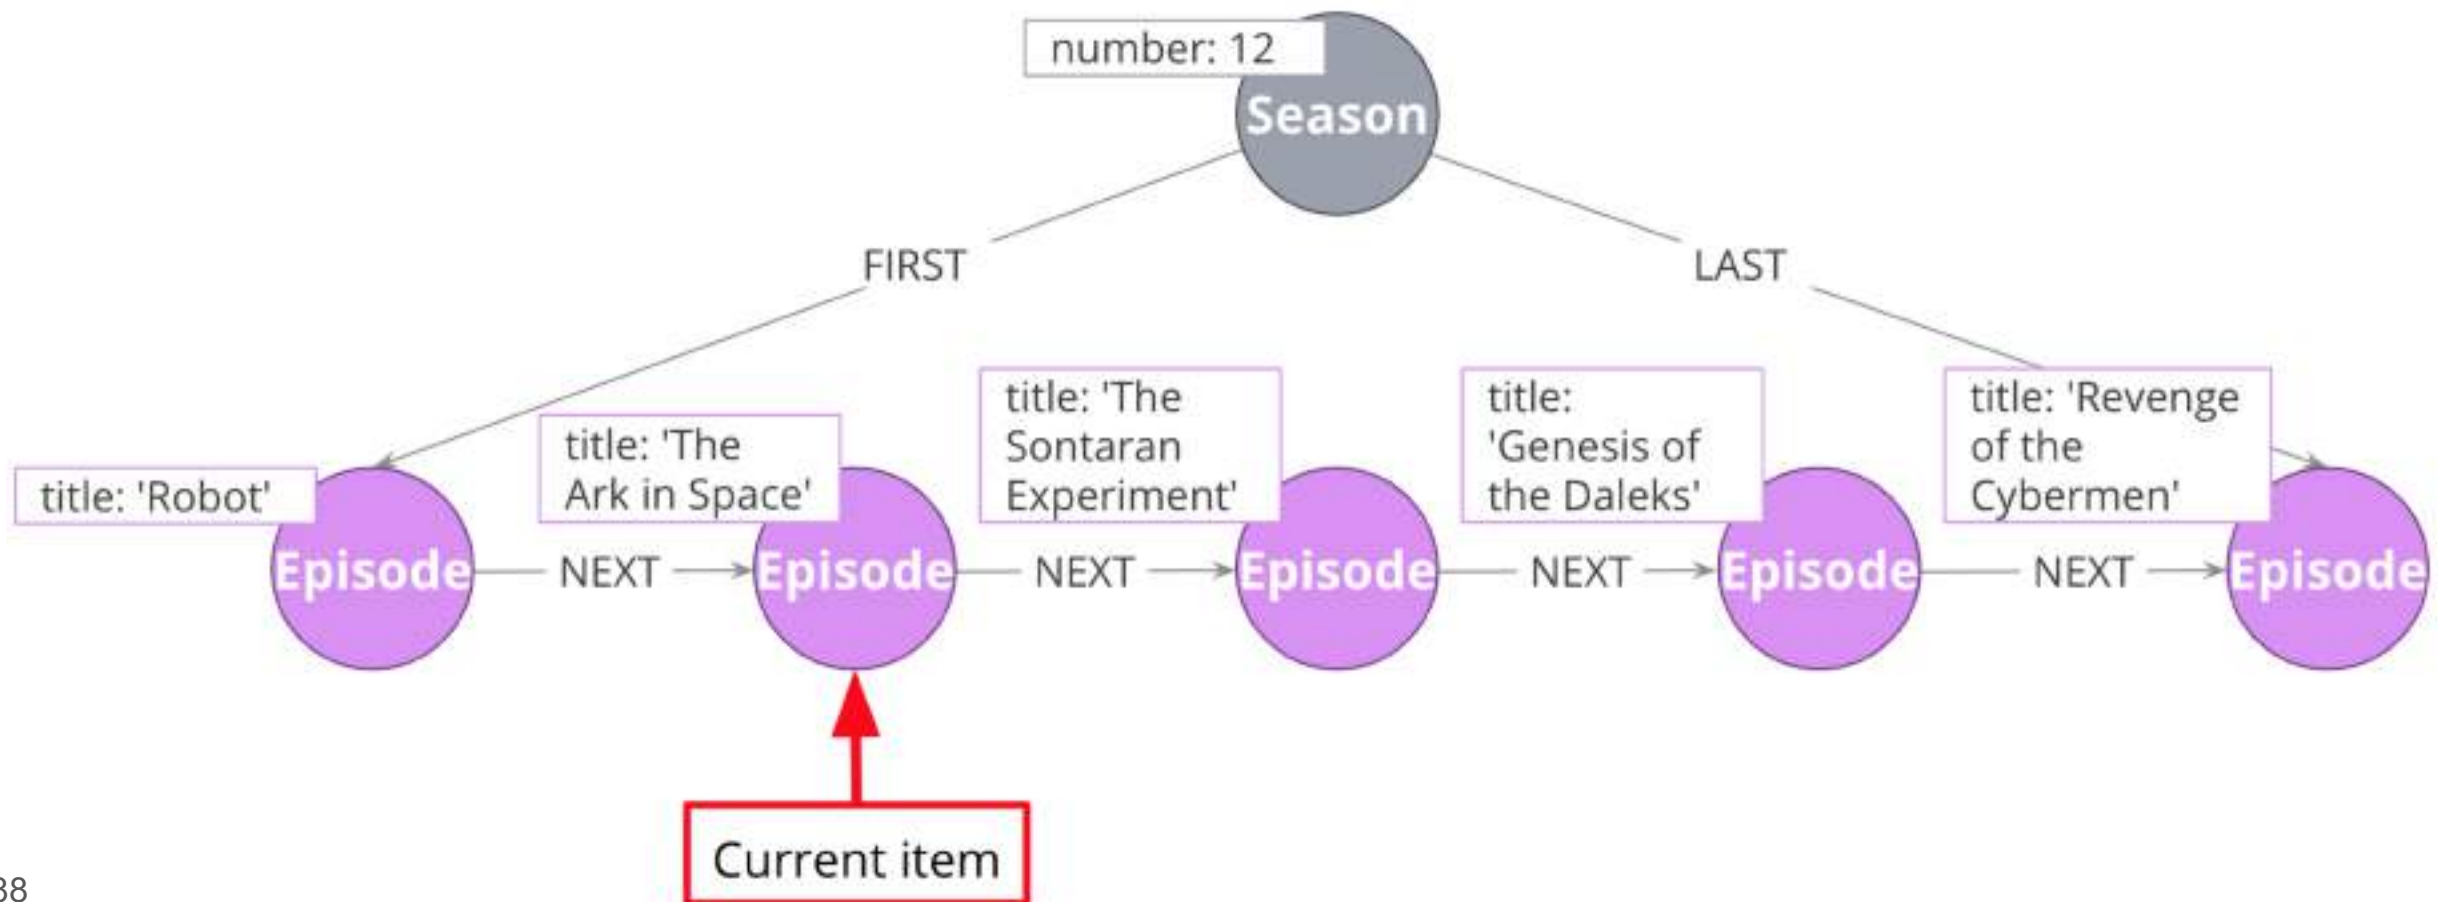 number: 12
Season
FIRST
LAST
title: 'Robot'
title: 'The
Ark in Space'
title: 'The
Sontaran
Experiment'
title:
'Genesis of
the Daleks'
title: 'Revenge
of the
Cybermen'
Episode
NEXT
Episode
NEXT
Episode
NEXT
Episode
NEXT
Episode
Current item
38